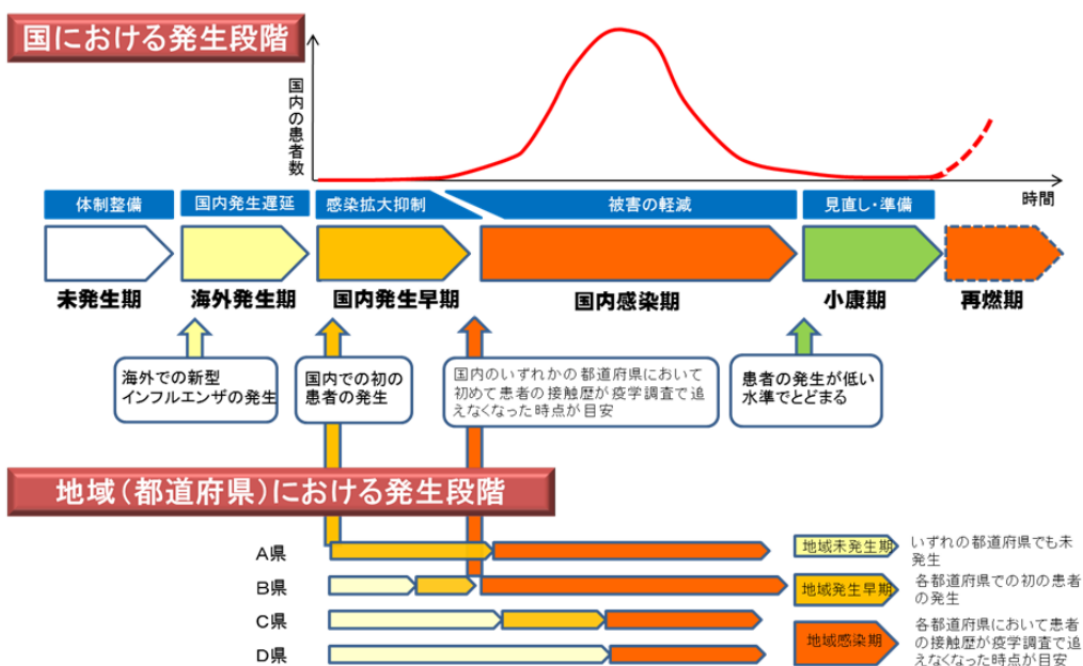 国における発生段階
国内の患者数
時間
体制整備
国内発生遅延
感染拡大抑制
被害の軽減
見直し・準備
未発生期
海外発生期
国内発生早期
国内感染期
小康期
再燃期
海外での新型
インフルエンザの発生
国内での初の
患者の発生
国内のいずれかの都道府県において
初めて患者の接触歴が疫学調査で追
えなくなった時点が目安
患者の発生が低い
水準でとどまる
地域(都道府県)における発生段階
A県
B県
C県
D県
地域未発生期
いずれの都道府県でも未
発生
地域発生早期
各都道府県での初の患者
の発生
地域感染期
各都道府県において患者
の接触歴が疫学調査で追
えなくなった時点が目安